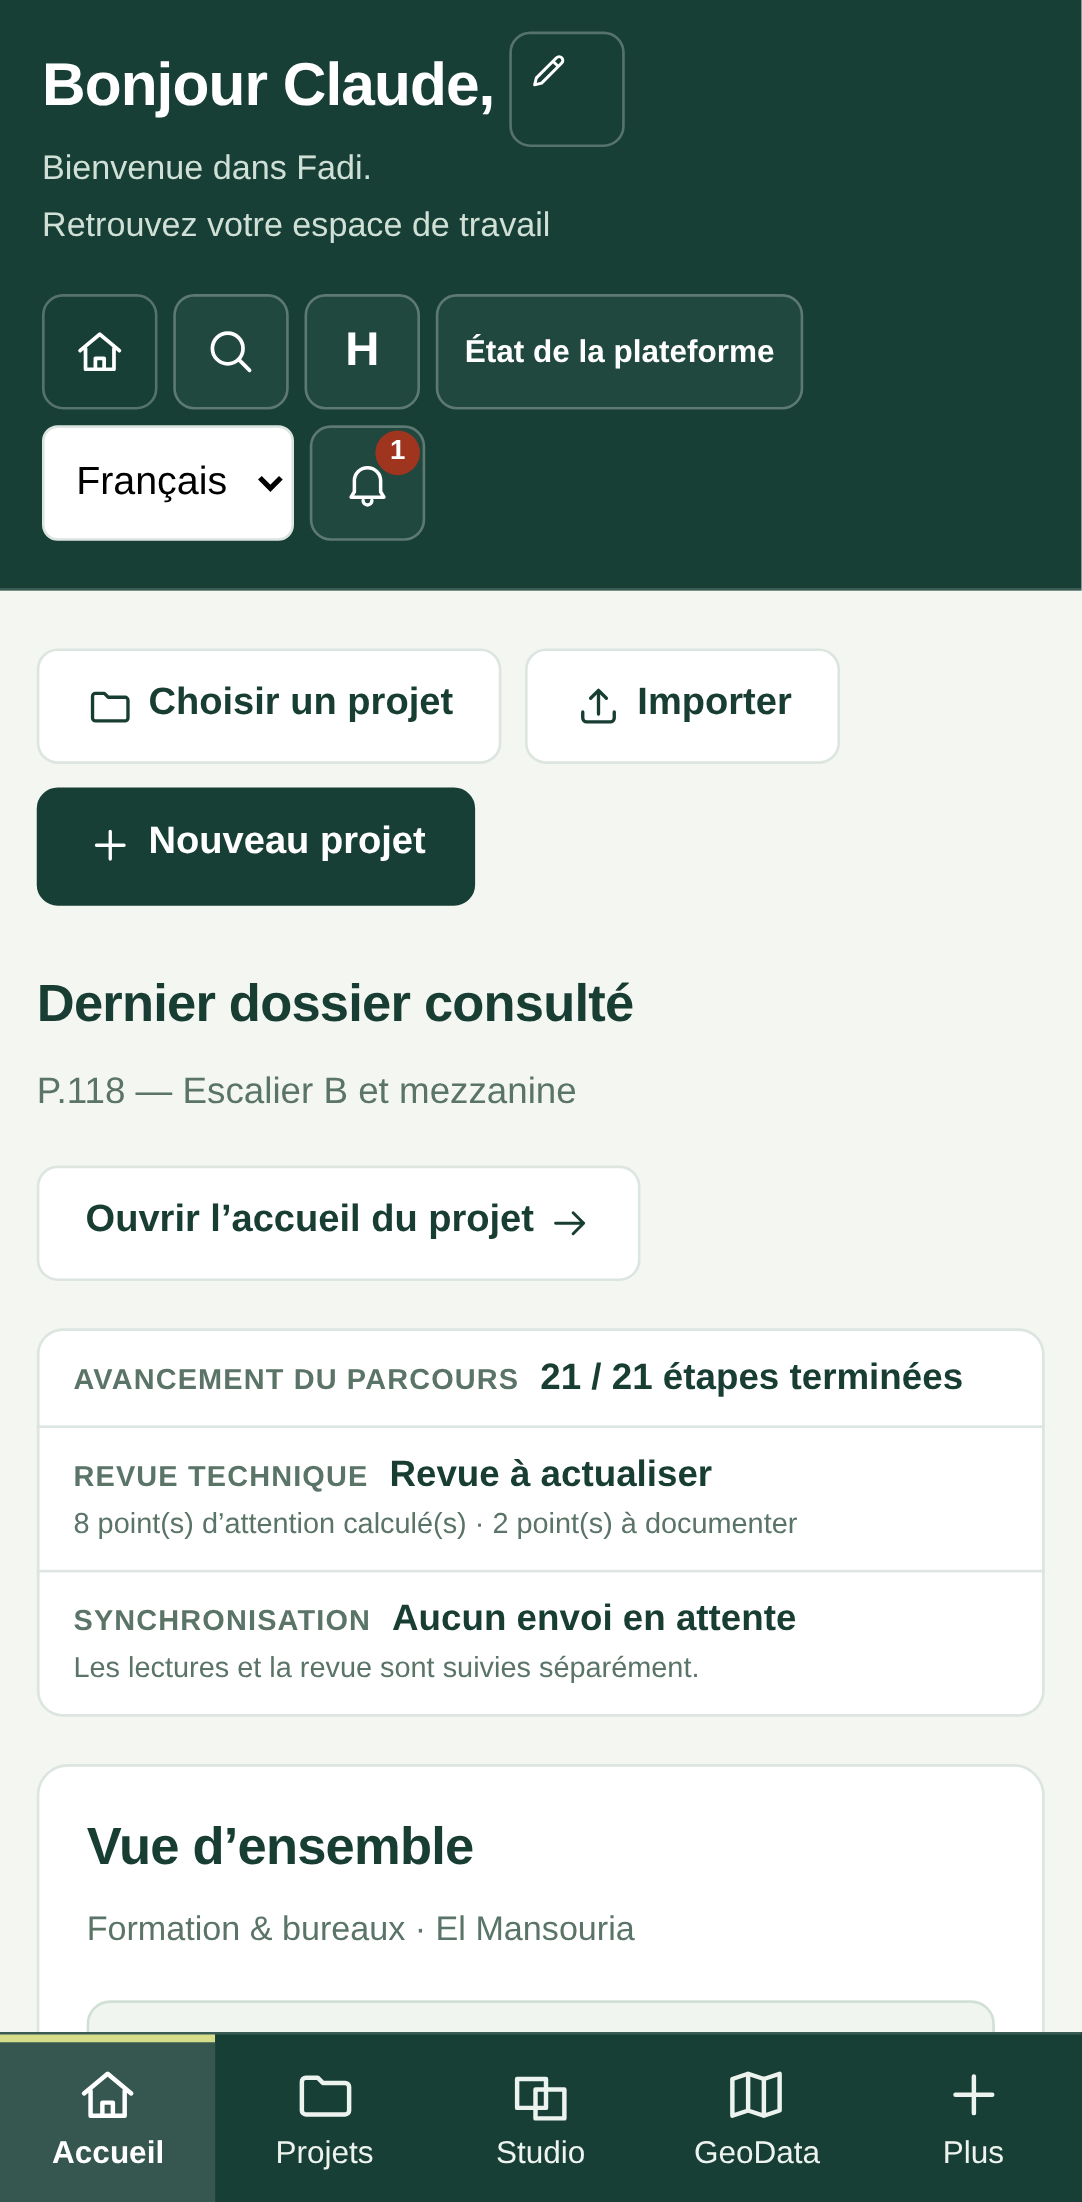 Bonjour Claude,
Bienvenue dans Fadi.
Retrouvez votre espace de travail
H
État de la plateforme
Français
1
Choisir un projet
Importer
Nouveau projet
Dernier dossier consulté
P.118 — Escalier B et mezzanine
Ouvrir l’accueil du projet →
AVANCEMENT DU PARCOURS 21 / 21 étapes terminées
REVUE TECHNIQUE Revue à actualiser
8 point(s) d’attention calculé(s) · 2 point(s) à documenter
SYNCHRONISATION Aucun envoi en attente
Les lectures et la revue sont suivies séparément.
Vue d’ensemble
Formation & bureaux · El Mansouria
Accueil
Projets
Studio
GeoData
Plus